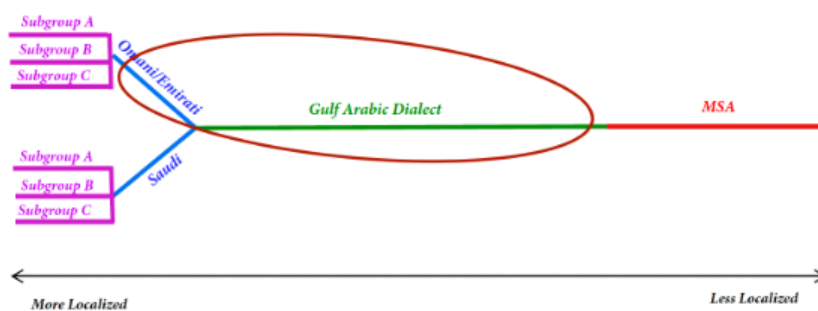 Subgroup A
Subgroup B
Subgroup C
Omani/Emirati
Gulf Arabic Dialect
MSA
Subgroup A
Subgroup B
Subgroup C
Saudi
More Localized
Less Localized